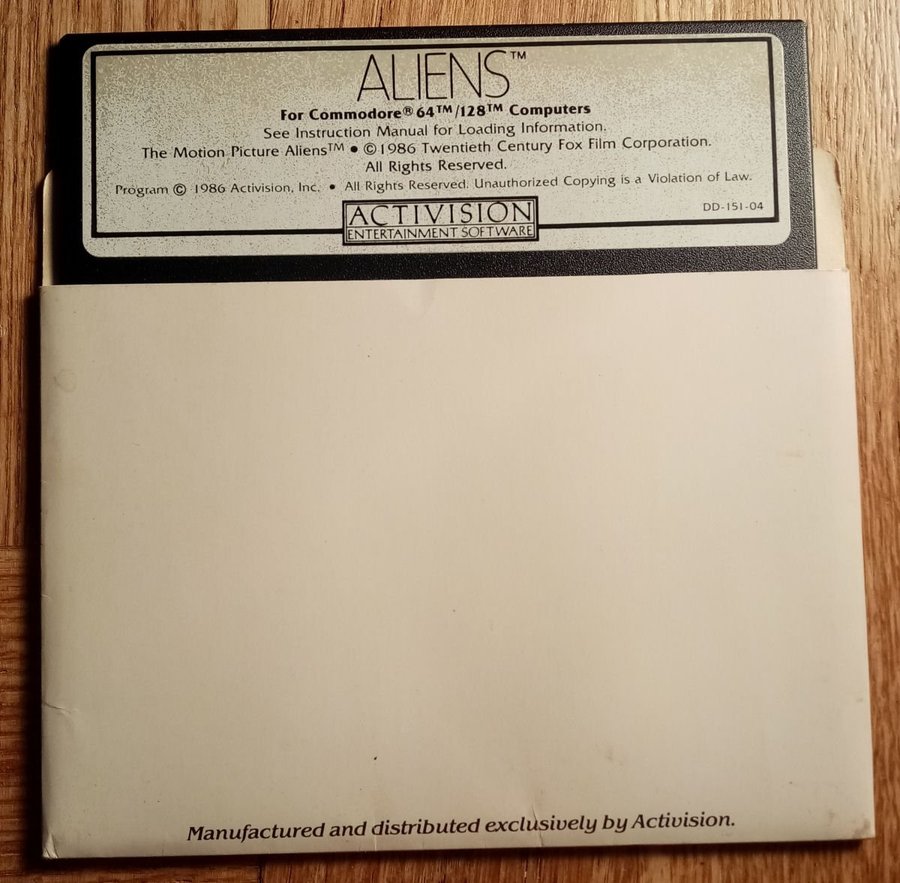 ALIENS™
For Commodore® 64™/128™ Computers
See Instruction Manual for Loading Information.
The Motion Picture Aliens™ • ©1986 Twentieth Century Fox Film Corporation.
All Rights Reserved.
Program © 1986 Activision, Inc. • All Rights Reserved. Unauthorized Copying is a Violation of Law.
DD-151-04
ACTIVISION
ENTERTAINMENT SOFTWARE
Manufactured and distributed exclusively by Activision.